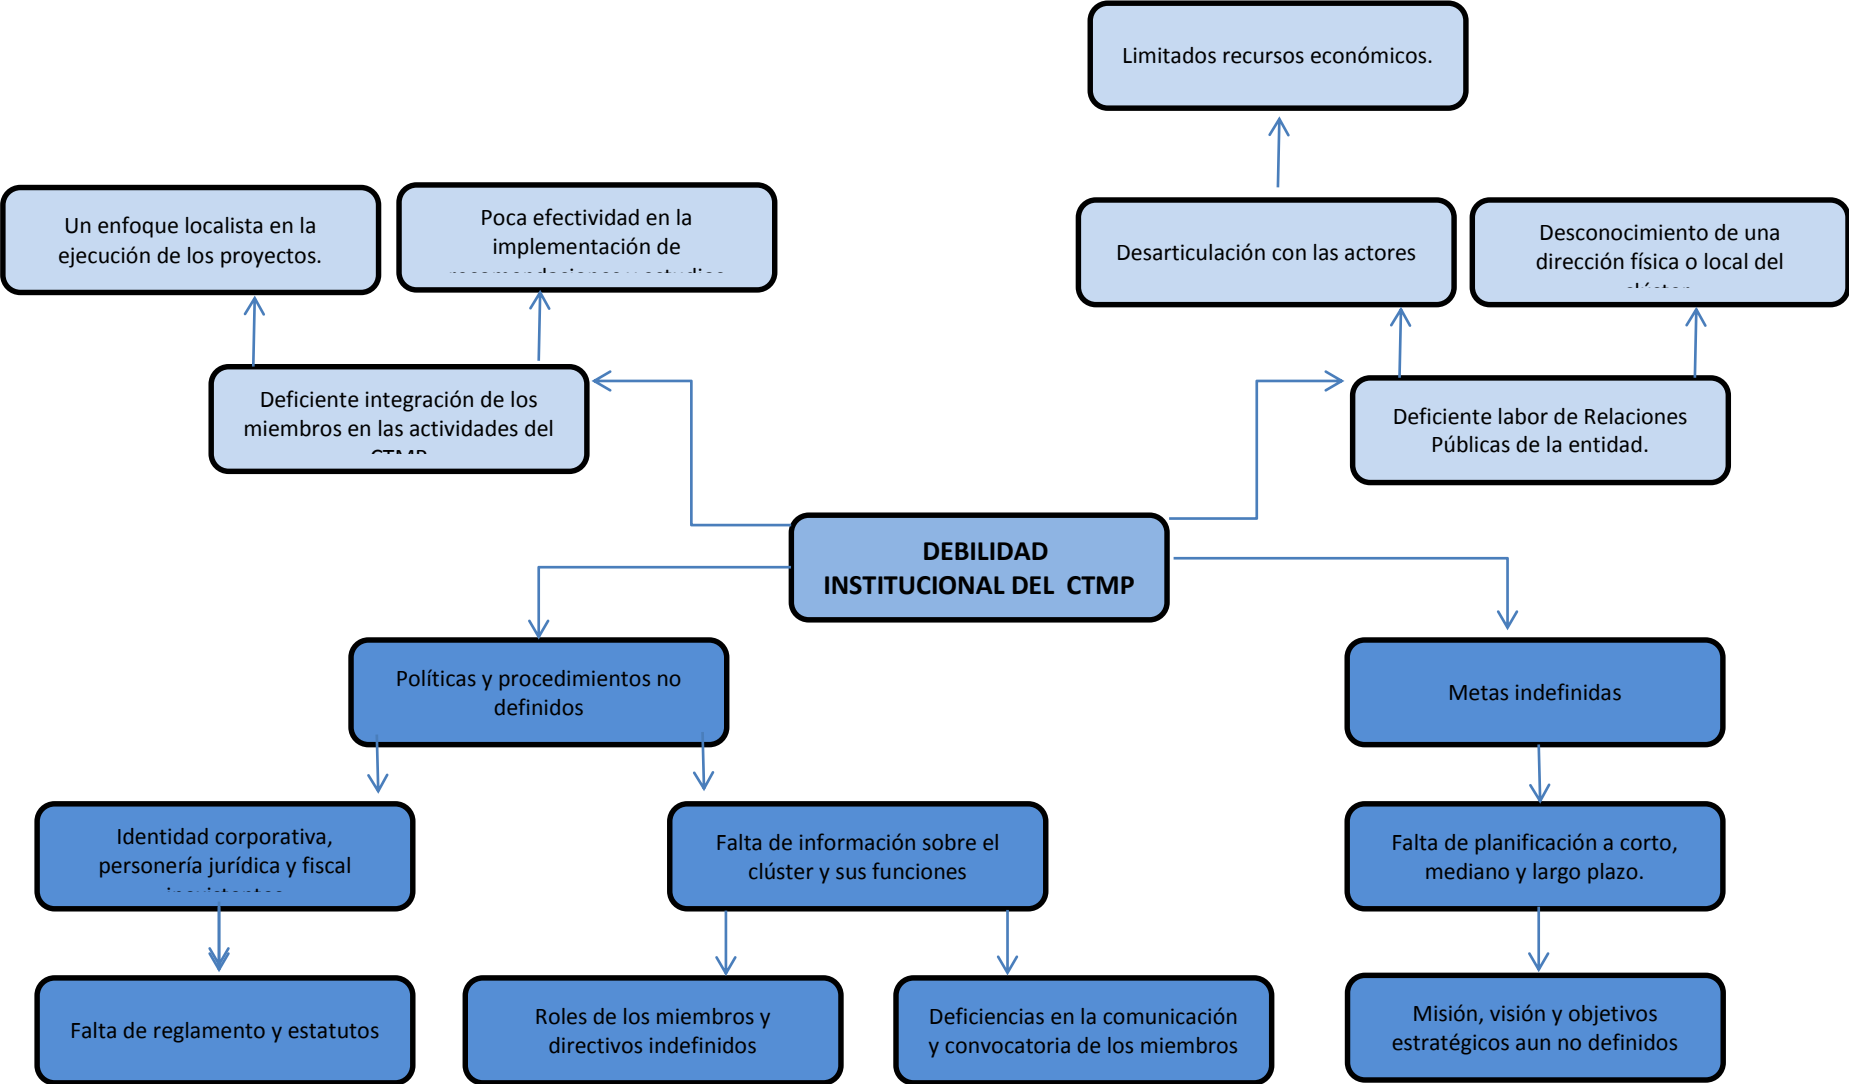 Limitados recursos económicos.
Un enfoque localista en la
ejecución de los proyectos.
Poca efectividad en la
implementación de
Desarticulación con las actores
Desconocimiento de una
dirección física o local del
Deficiente integración de los
miembros en las actividades del
Deficiente labor de Relaciones
Públicas de la entidad.
DEBILIDAD
INSTITUCIONAL DEL CTMP
Políticas y procedimientos no
definidos
Metas indefinidas
Identidad corporativa,
personería jurídica y fiscal
Falta de información sobre el
clúster y sus funciones
Falta de planificación a corto,
mediano y largo plazo.
Falta de reglamento y estatutos
Roles de los miembros y
directivos indefinidos
Deficiencias en la comunicación
y convocatoria de los miembros
Misión, visión y objetivos
estratégicos aun no definidos